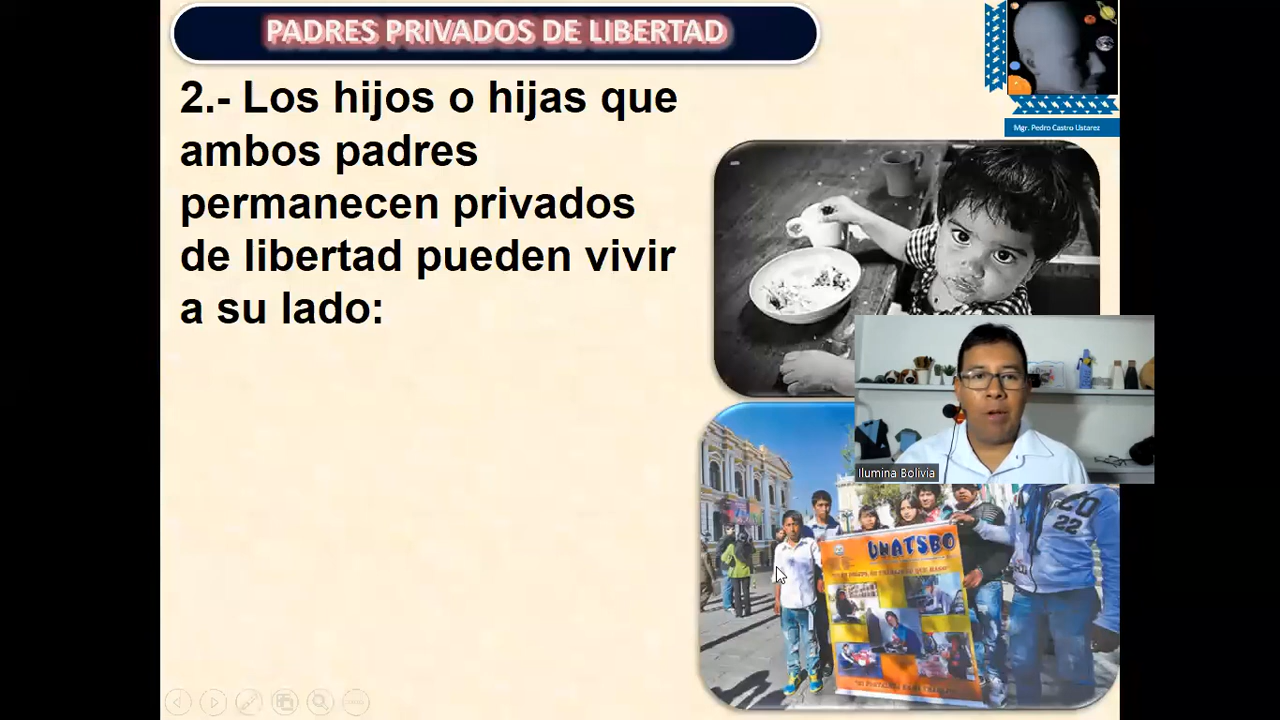 PADRES PRIVADOS DE LIBERTAD
Mgr. Pedro Castro Ustarez
2.- Los hijos o hijas que
ambos padres
permanecen privados
de libertad pueden vivir
a su lado:
Ilumina Bolivia
UNATSBO
22